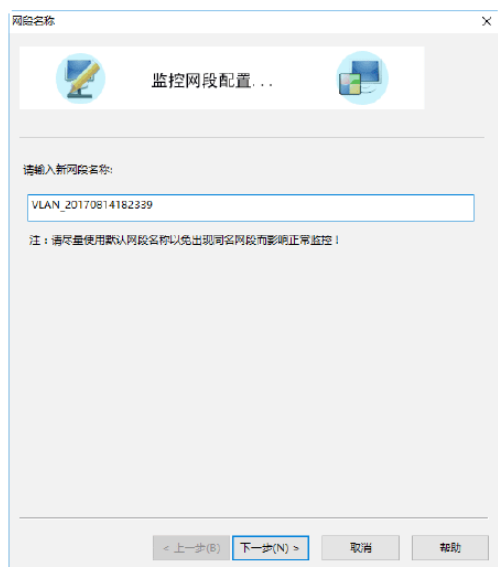 网段名称
监控网段配置...
请输入新网段名称:
VLAN_20170814182339
注：请尽量使用默认网段名称以免出现同名网段而影响正常监控！
< 上一步(B) 下一步(N) > 取消 帮助